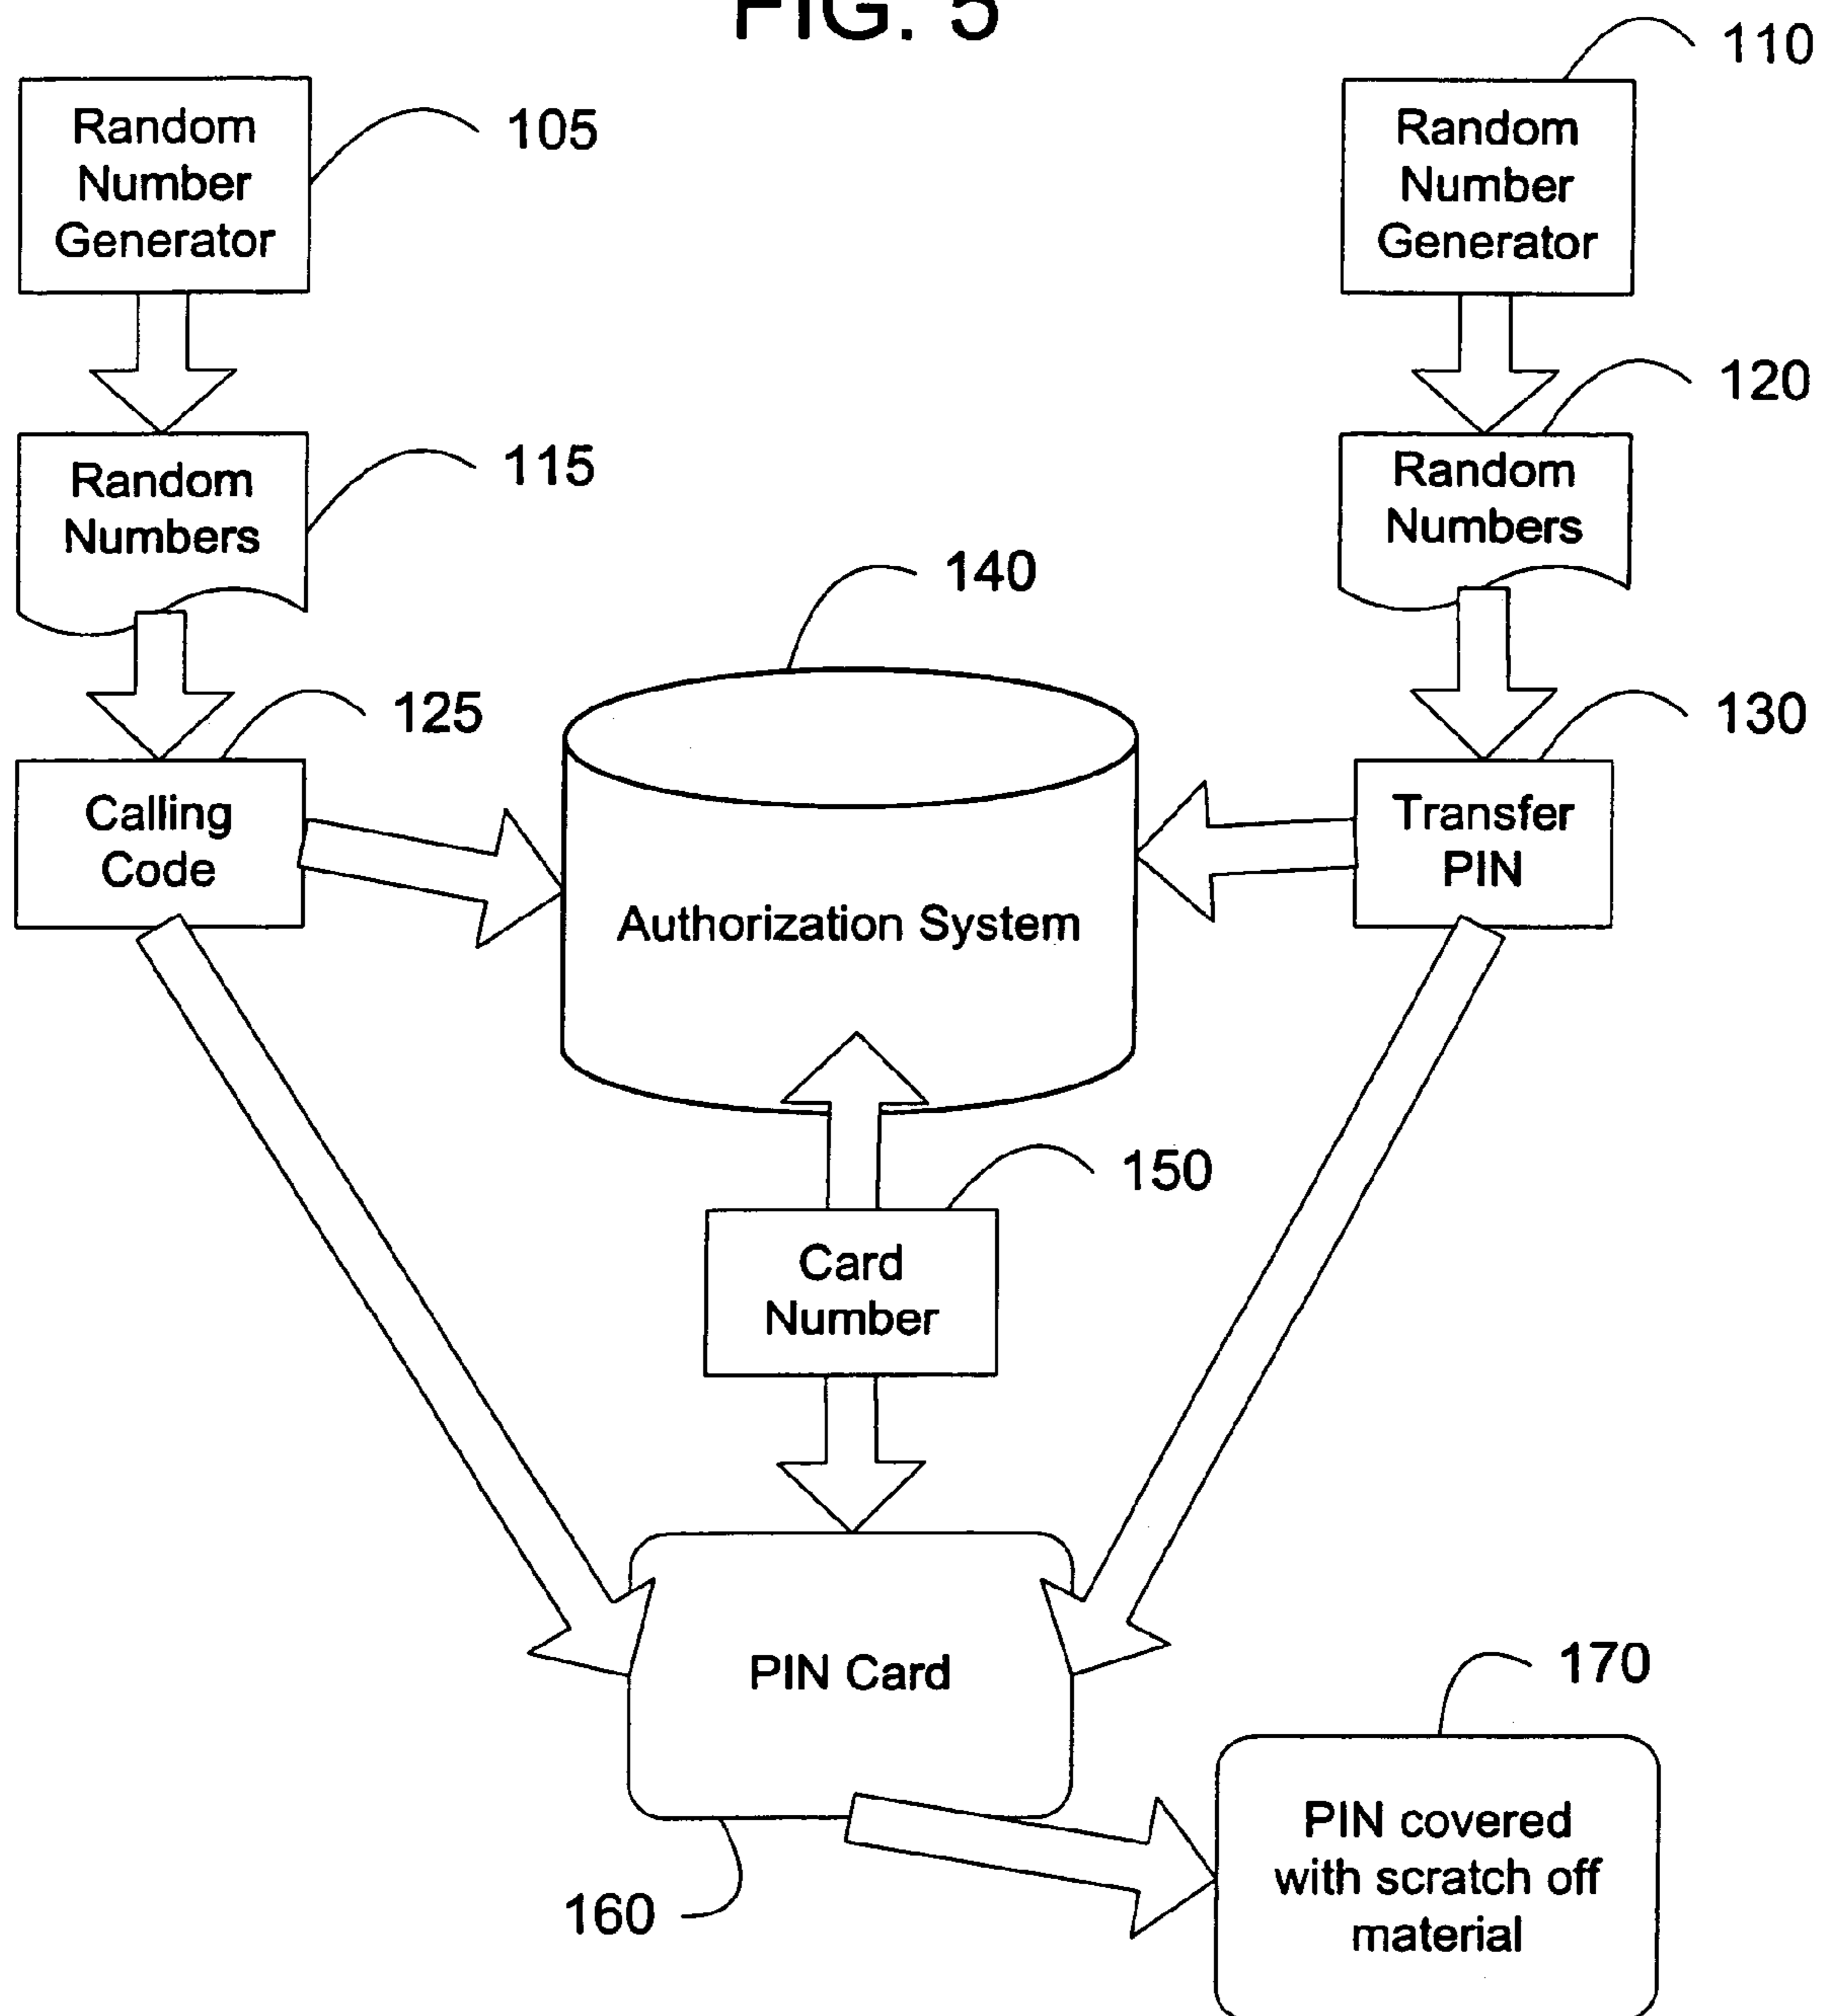 FIG. 5
110
Random
Number
Generator
105
Random
Number
Generator
120
Random
Numbers
115
Random
Numbers
140
125
Calling
Code
130
Transfer
PIN
Authorization System
150
Card
Number
PIN Card
170
160
PIN covered
with scratch off
material